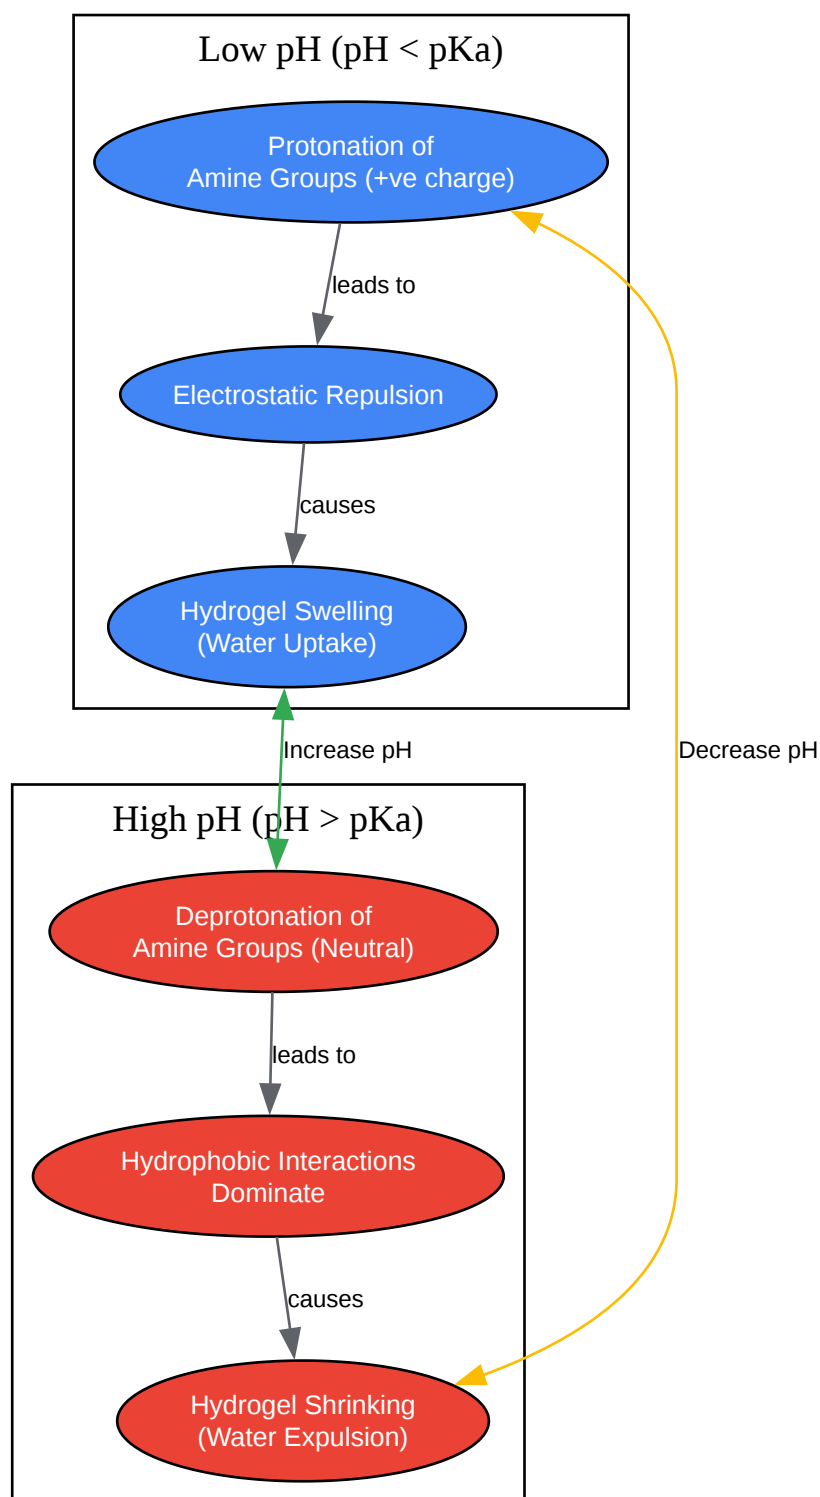 Low pH (pH < pKa)
Protonation of
Amine Groups (+ve charge)
leads to
Electrostatic Repulsion
causes
Hydrogel Swelling
(Water Uptake)
Increase pH
Decrease pH
High pH (pH > pKa)
Deprotonation of
Amine Groups (Neutral)
leads to
Hydrophobic Interactions
Dominate
causes
Hydrogel Shrinking
(Water Expulsion)